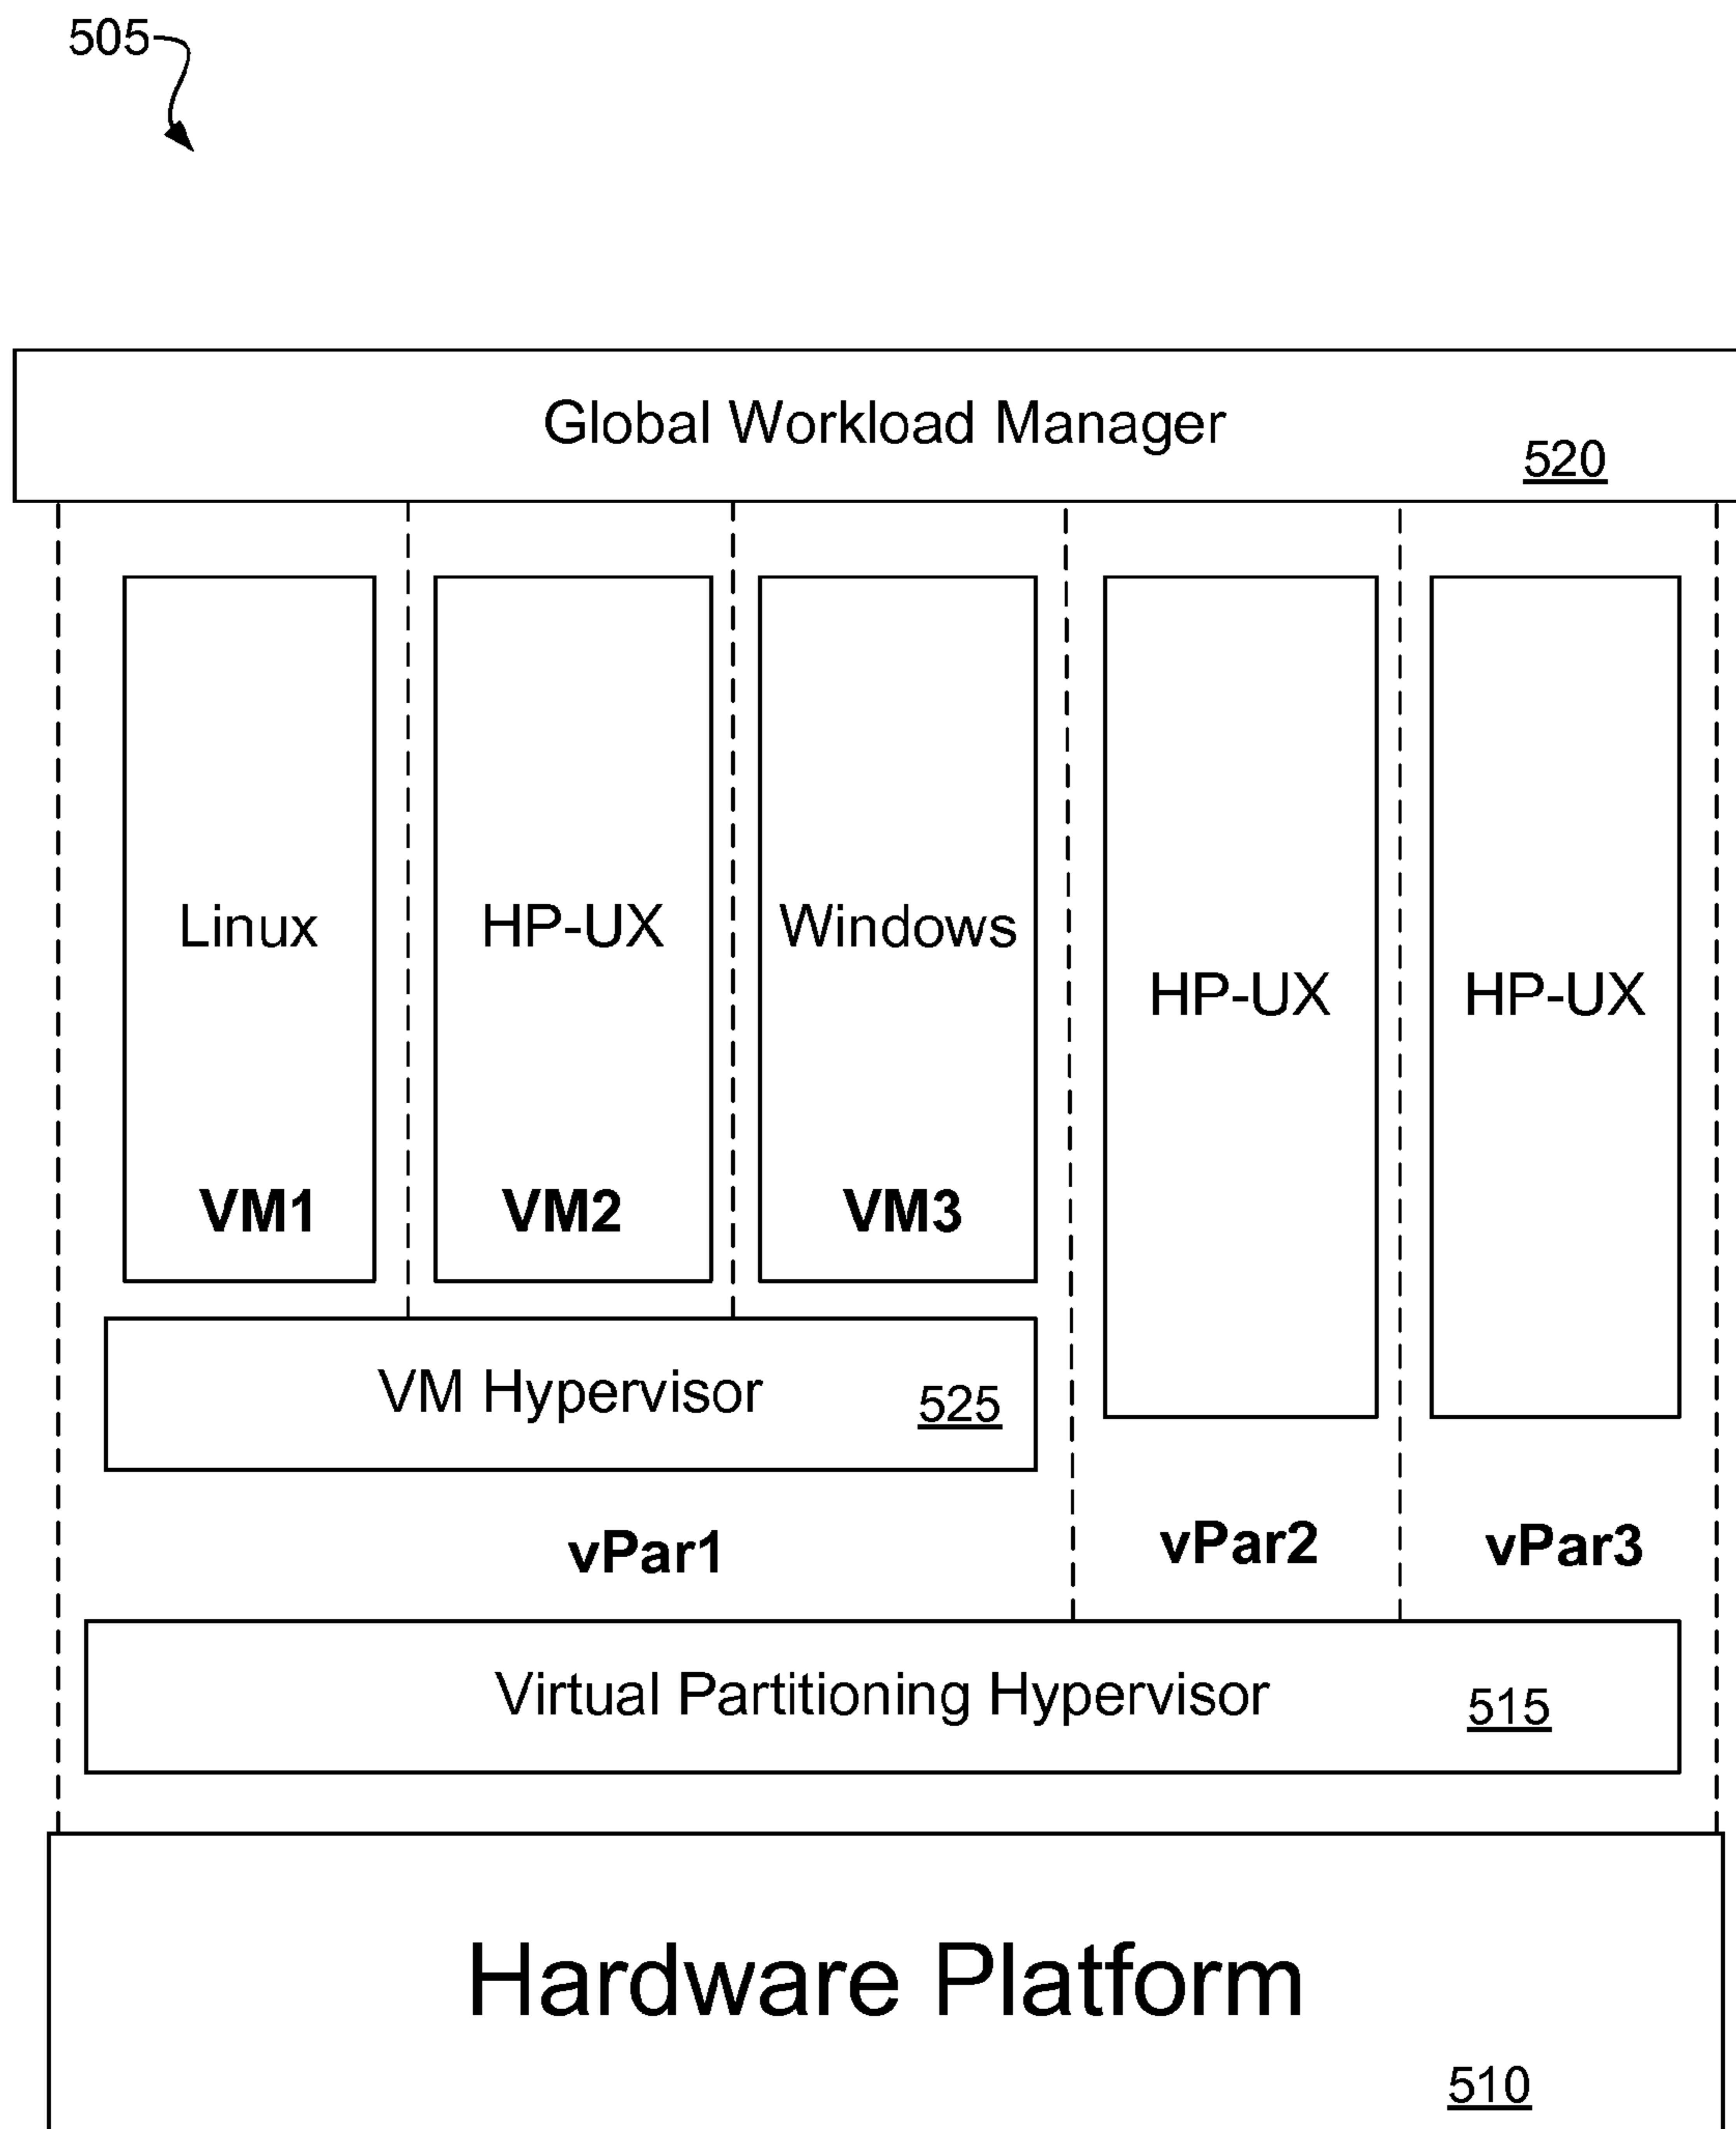 505
Global Workload Manager
520
Linux
HP-UX
Windows
HP-UX
HP-UX
VM1
VM2
VM3
VM Hypervisor
525
vPar1
vPar2
vPar3
Virtual Partitioning Hypervisor
515
Hardware Platform
510